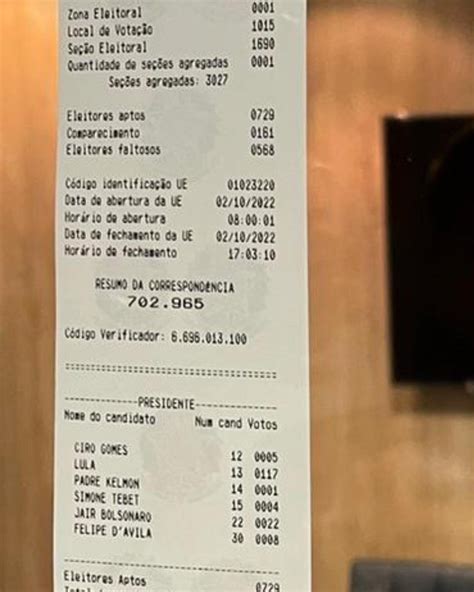 Zona Eleitoral 0001
Local de Votação 1015
Seção Eleitoral 1690
Quantidade de seções agregadas 0001
Seções agregadas: 3027
Eleitores aptos 0729
Comparecimento 0161
Eleitores faltosos 0568
Código identificação UE 01023220
Data de abertura da UE 02/10/2022
Horário de abertura 08:00:01
Data de fechamento da UE 02/10/2022
Horário de fechamento 17:03:10
RESUMO DA CORRESPONDÊNCIA
702.965
Código Verificador: 6.696.013.100
=================================
--------------PRESIDENTE---------------
Nome do candidato Num cand Votos
CIRO GOMES 12 0005
LULA 13 0117
PADRE KELMON 14 0001
SIMONE TEBET 15 0004
JAIR BOLSONARO 22 0022
FELIPE D'AVILA 30 0008
---------------------------------------
Eleitores Aptos 0729
Total